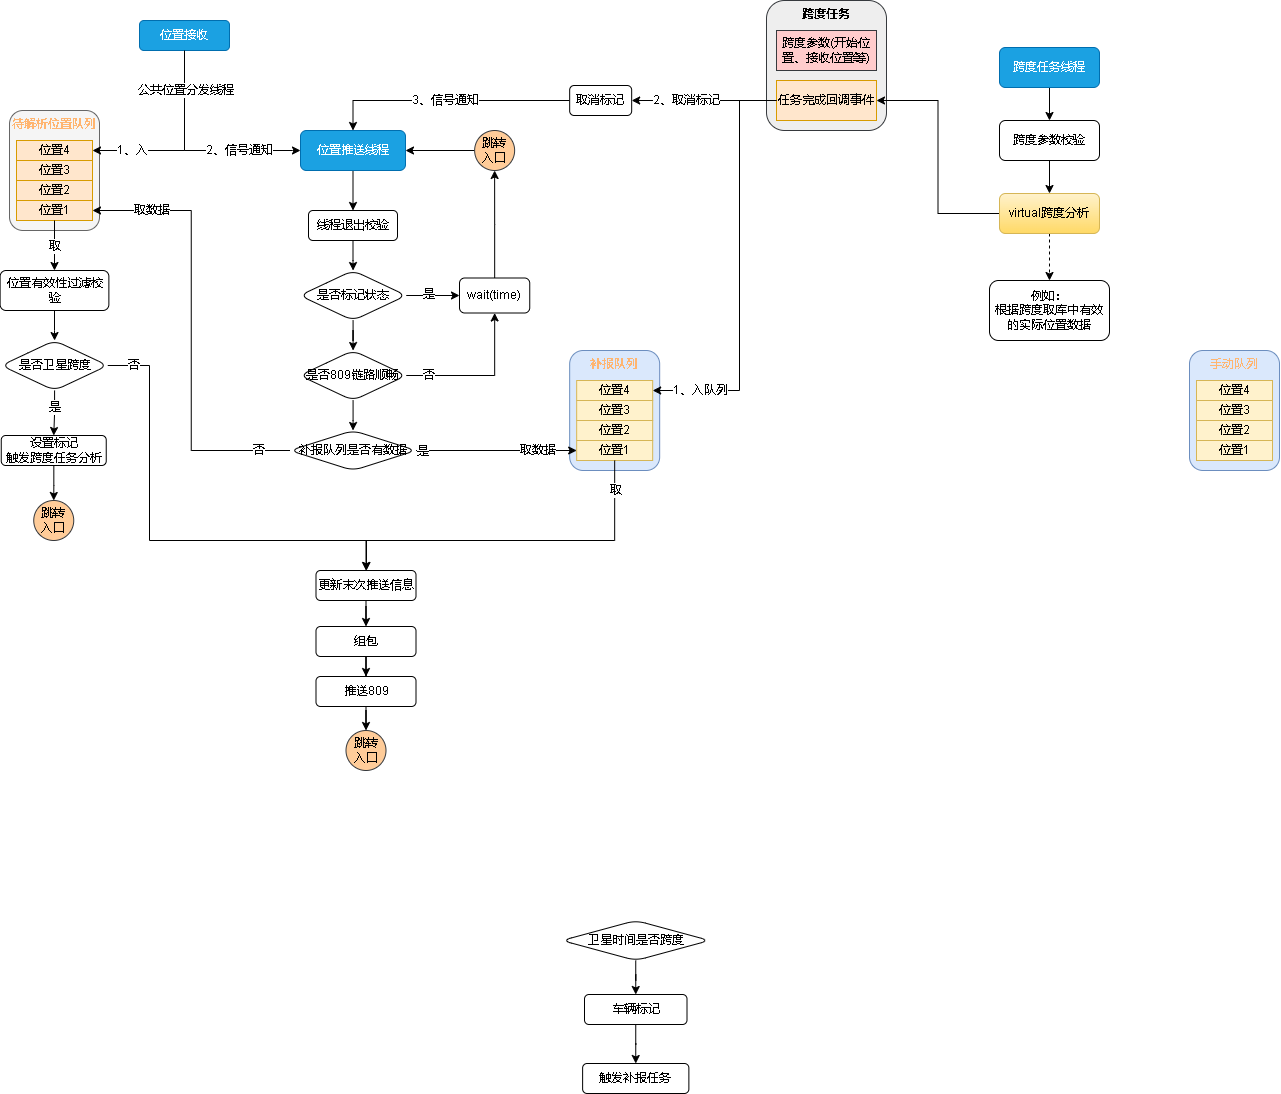 跨度任务
跨度参数(开始位
置、接收位置等)
任务完成回调事件
位置接收
公共位置分发线程
跨度任务线程
跨度参数校验
virtual跨度分析
例如：
根据跨度取库中有效
的实际位置数据
3、信号通知
取消标记
2、取消标记
待解析位置队列
位置4
位置3
位置2
位置1
1、入
2、信号通知
位置推送线程
跳转
入口
取数据
取
线程退出校验
位置有效性过滤校
验
是否标记状态
是
wait(time)
是否卫星跨度
否
是
是否809链路顺畅
否
设置标记
触发跨度任务分析
跳转
入口
否
补报队列是否有数据
是
取数据
补报队列
位置4
位置3
位置2
位置1
1、入队列
取
手动队列
位置4
位置3
位置2
位置1
更新末次推送信息
组包
推送809
跳转
入口
卫星时间是否跨度
车辆标记
触发补报任务